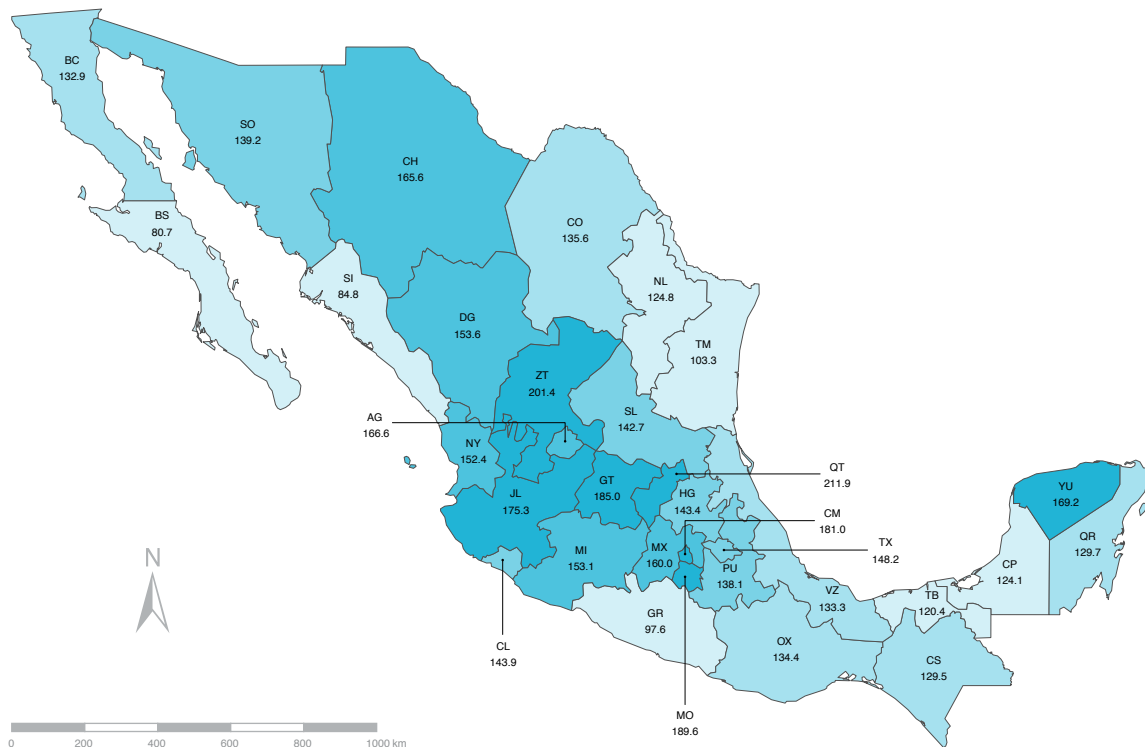 BC
132.9
SO
139.2
CH
165.6
BS
80.7
CO
135.6
SI
84.8
NL
124.8
DG
153.6
TM
103.3
ZT
201.4
AG
166.6
SL
142.7
NY
152.4
QT
211.9
GT
185.0
JL
175.3
HG
143.4
YU
169.2
CM
181.0
TX
148.2
QR
129.7
MI
153.1
MX
160.0
PU
138.1
CP
124.1
VZ
133.3
TB
120.4
GR
97.6
N
CL
143.9
OX
134.4
CS
129.5
MO
189.6
0 200 400 600 800 1000 km